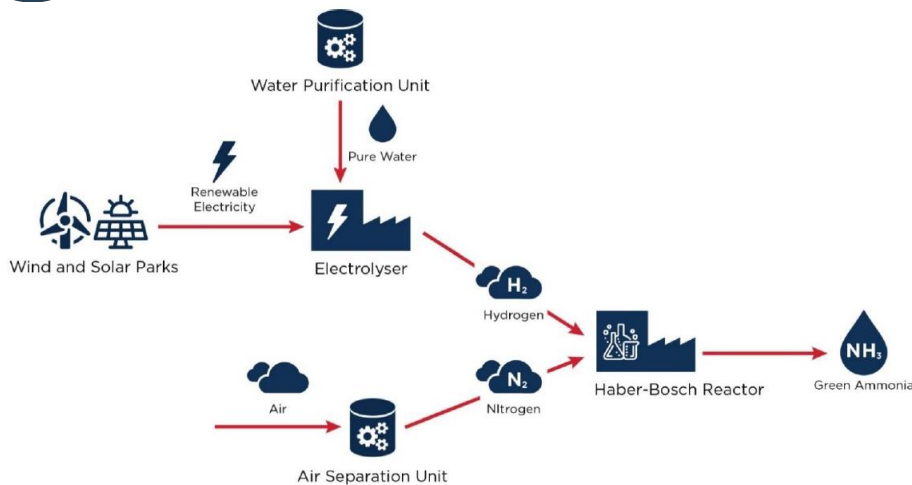 Water Purification Unit
Pure Water
Renewable
Electricity
Wind and Solar Parks
Electrolyser
H₂
Hydrogen
N₂
NItrogen
Haber-Bosch Reactor
NH₃
Green Ammonia
Air
Air Separation Unit